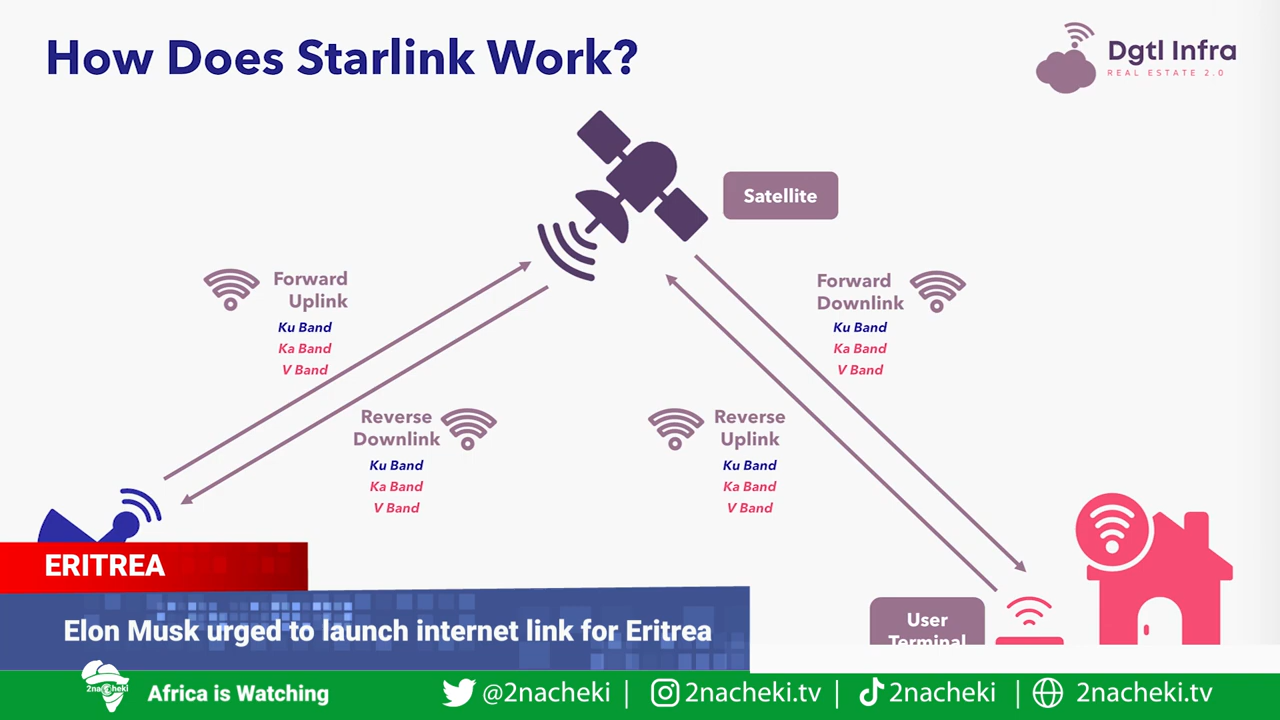 How Does Starlink Work?
Dgtl Infra
REAL ESTATE 2.0
Satellite
Forward
Uplink
Ku Band
Ka Band
V Band
Forward
Downlink
Ku Band
Ka Band
V Band
Reverse
Downlink
Ku Band
Ka Band
V Band
Reverse
Uplink
Ku Band
Ka Band
V Band
User
Terminal
ERITREA
Elon Musk urged to launch internet link for Eritrea
2nacheki
Africa is Watching
@2nacheki |
2nacheki.tv |
2nacheki |
2nacheki.tv